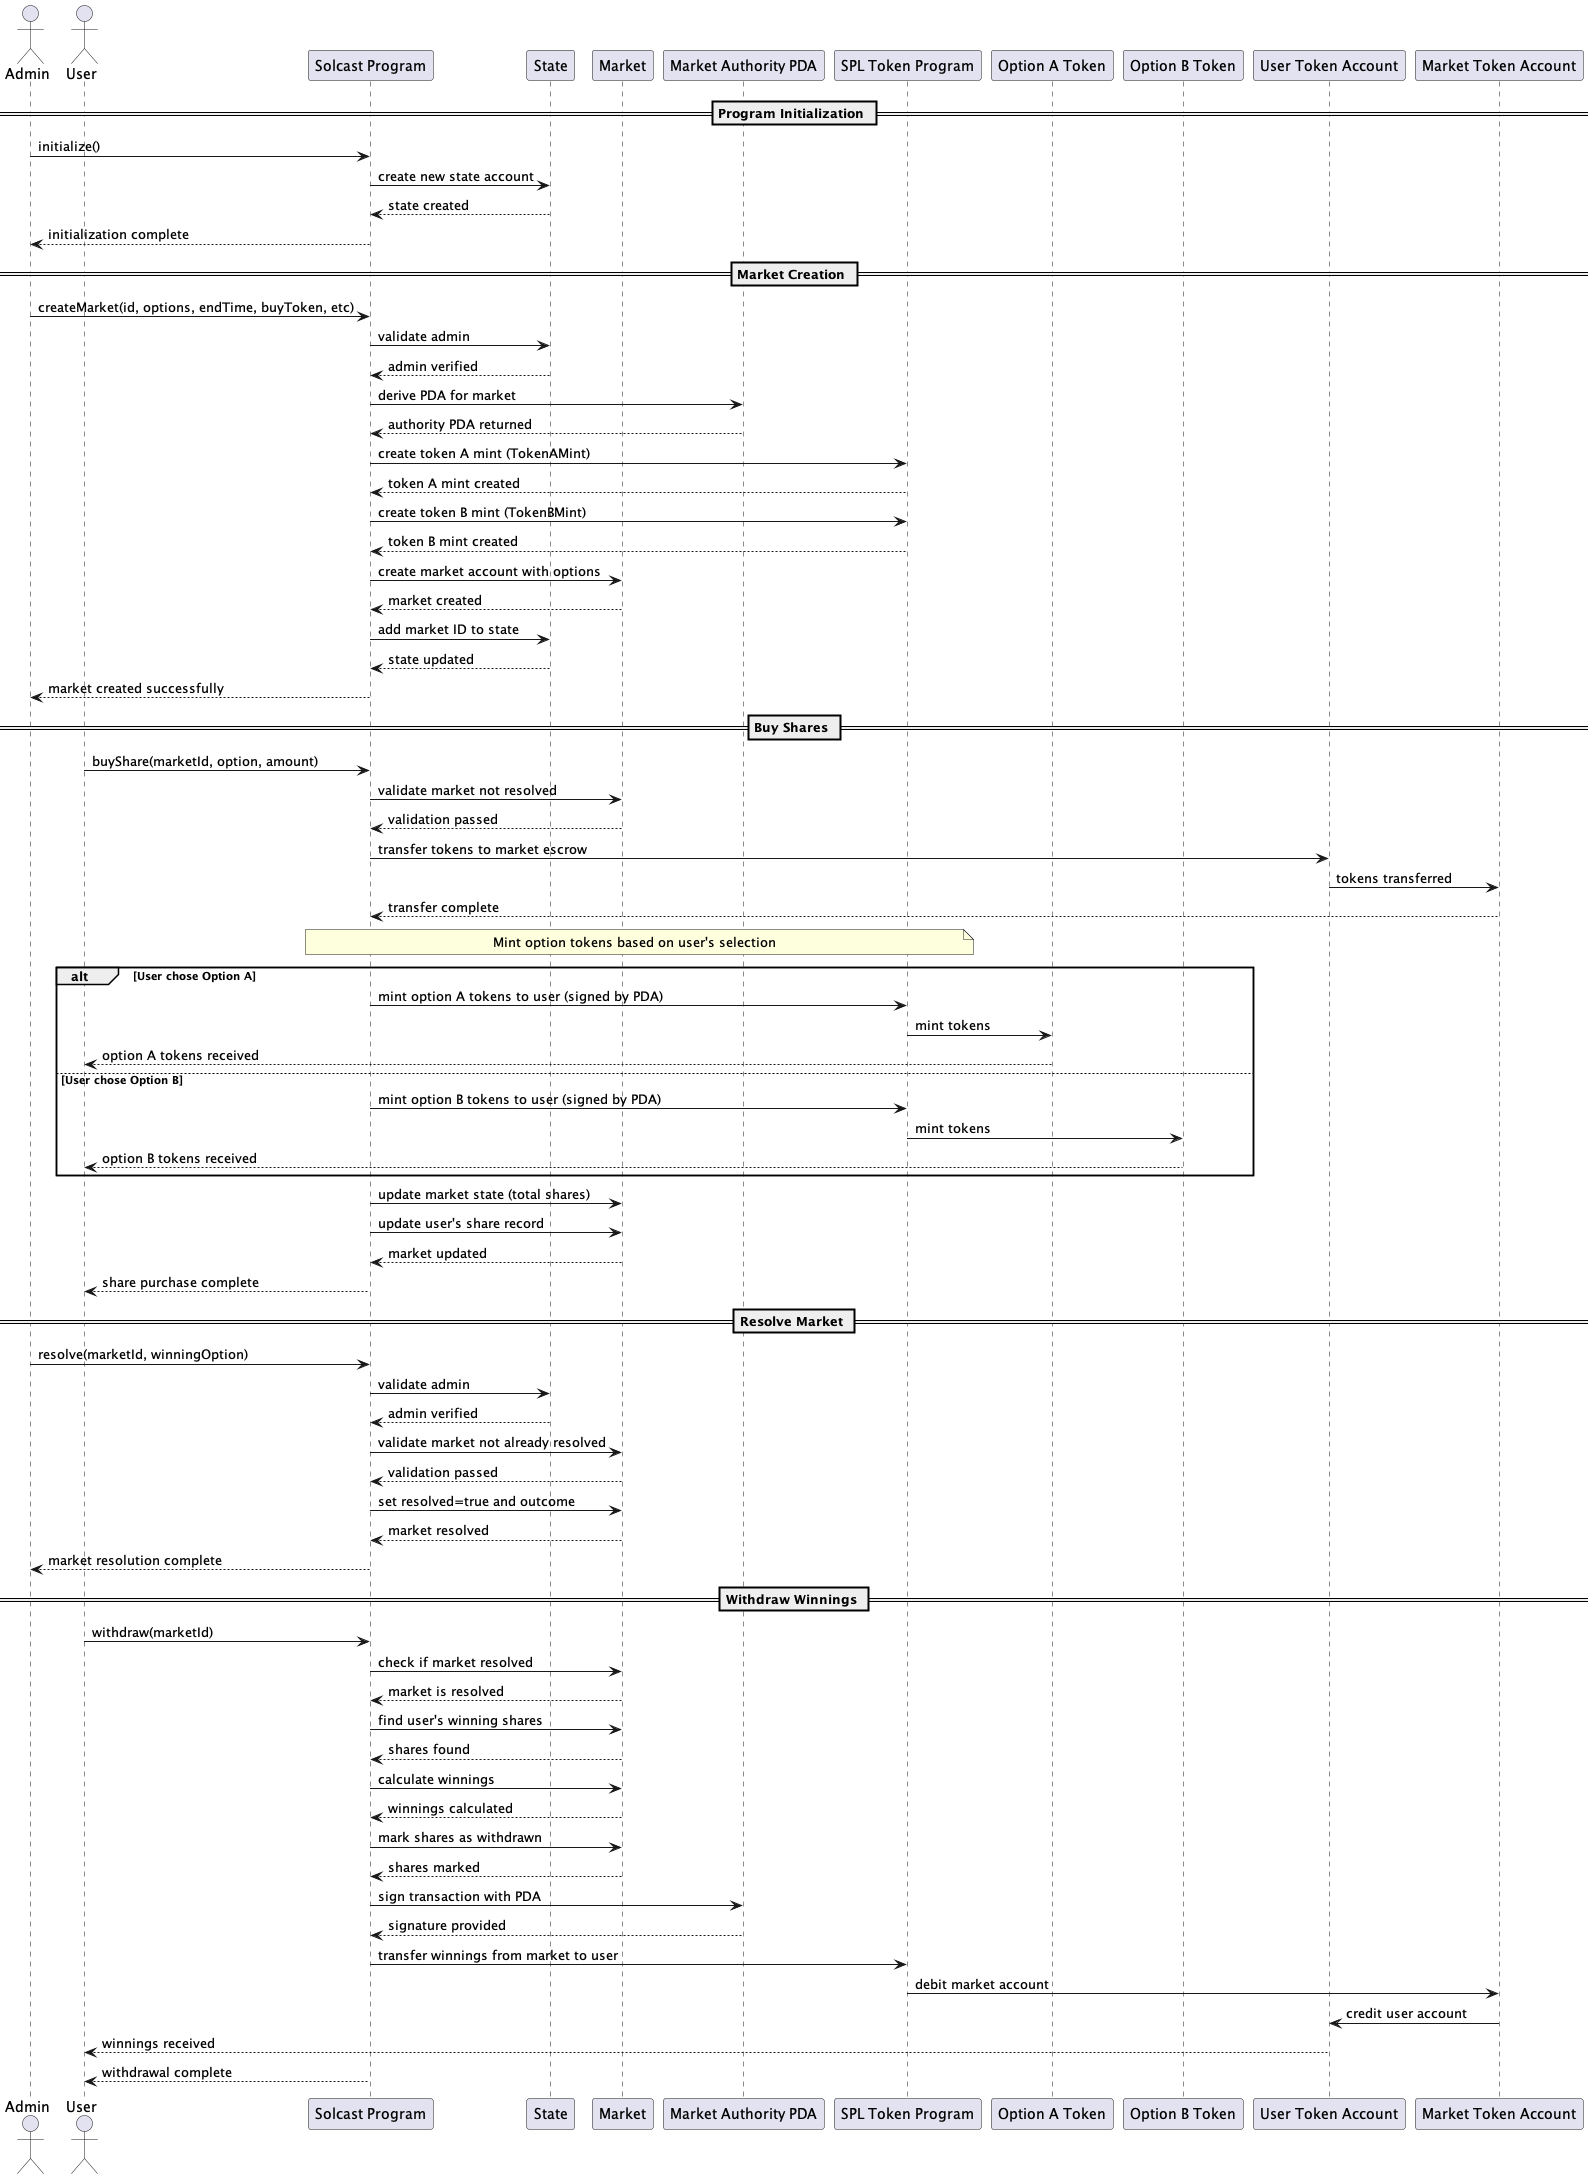 Admin
User
Solcast Program
State
Market
Market Authority PDA
SPL Token Program
Option A Token
Option B Token
User Token Account
Market Token Account
Program Initialization
initialize()
create new state account
state created
initialization complete
Market Creation
createMarket(id, options, endTime, buyToken, etc)
validate admin
admin verified
derive PDA for market
authority PDA returned
create token A mint (TokenAMint)
token A mint created
create token B mint (TokenBMint)
token B mint created
create market account with options
market created
add market ID to state
state updated
market created successfully
Buy Shares
buyShare(marketId, option, amount)
validate market not resolved
validation passed
transfer tokens to market escrow
tokens transferred
transfer complete
Mint option tokens based on user's selection
alt
[User chose Option A]
mint option A tokens to user (signed by PDA)
mint tokens
option A tokens received
[User chose Option B]
mint option B tokens to user (signed by PDA)
mint tokens
option B tokens received
update market state (total shares)
update user's share record
market updated
share purchase complete
Resolve Market
resolve(marketId, winningOption)
validate admin
admin verified
validate market not already resolved
validation passed
set resolved=true and outcome
market resolved
market resolution complete
Withdraw Winnings
withdraw(marketId)
check if market resolved
market is resolved
find user's winning shares
shares found
calculate winnings
winnings calculated
mark shares as withdrawn
shares marked
sign transaction with PDA
signature provided
transfer winnings from market to user
debit market account
credit user account
winnings received
withdrawal complete
Admin
User
Solcast Program
State
Market
Market Authority PDA
SPL Token Program
Option A Token
Option B Token
User Token Account
Market Token Account